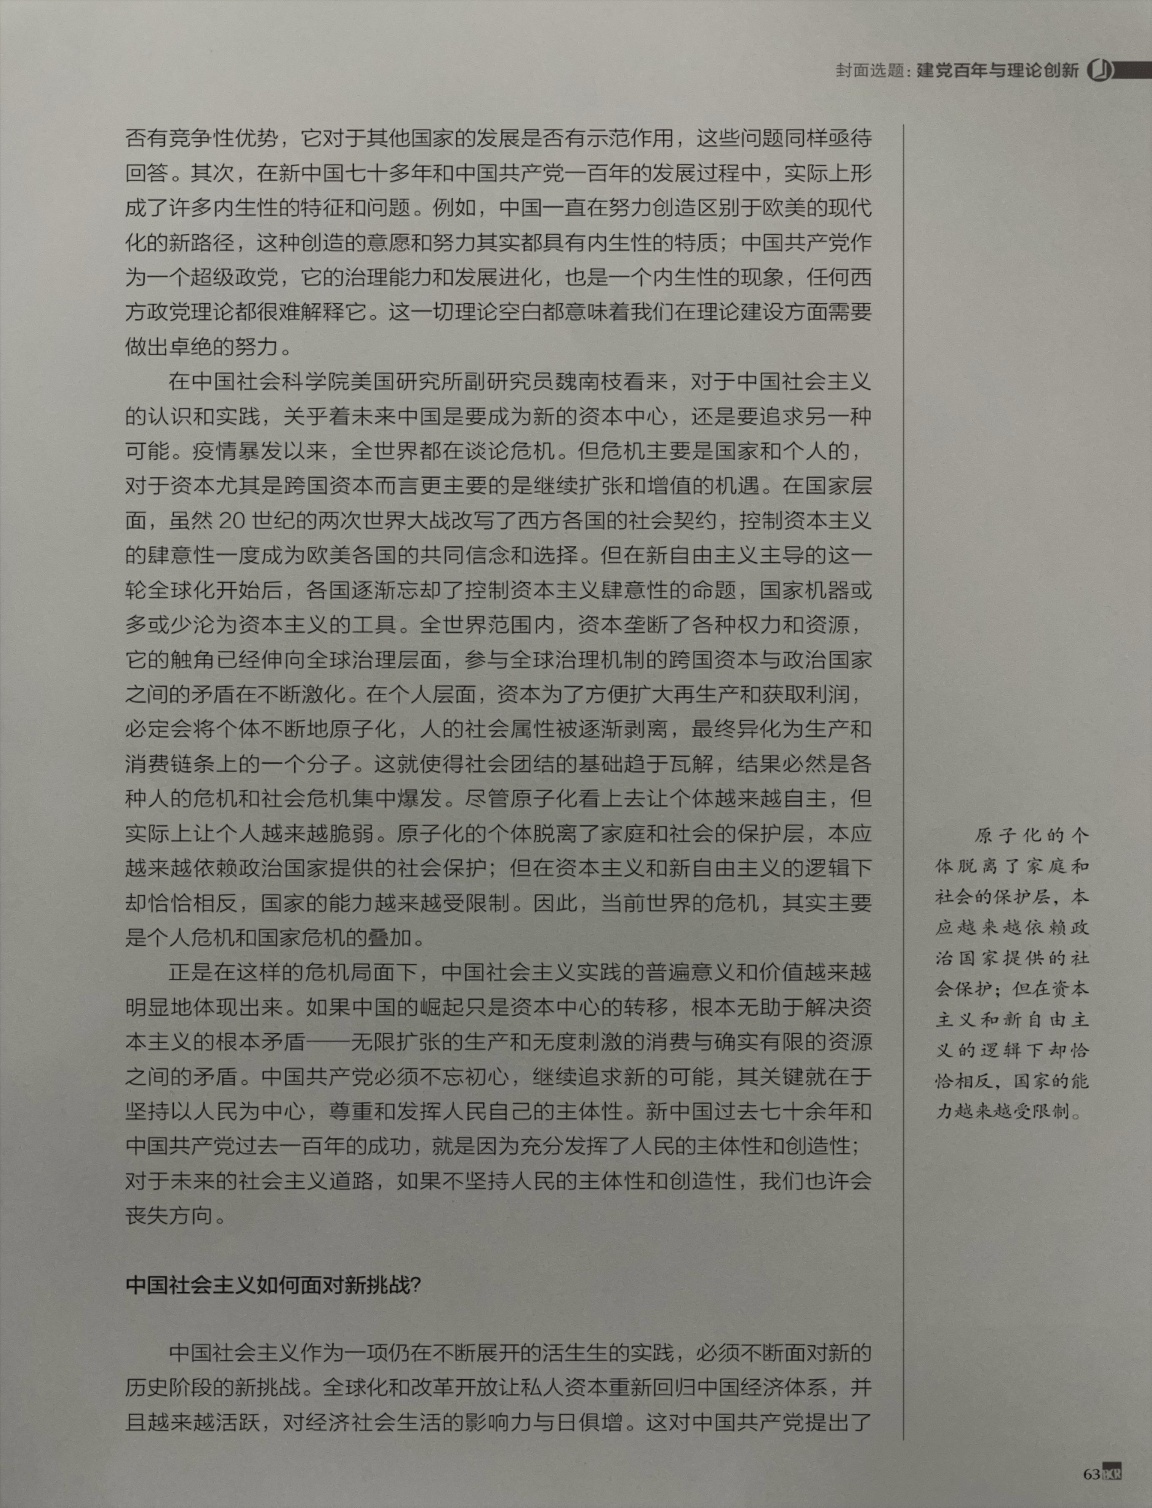 封面选题：建党百年与理论创新
否有竞争性优势，它对于其他国家的发展是否有示范作用，这些问题同样亟待
回答。其次，在新中国七十多年和中国共产党一百年的发展过程中，实际上形
成了许多内生性的特征和问题。例如，中国一直在努力创造区别于欧美的现代
化的新路径，这种创造的意愿和努力其实都具有内生性的特质；中国共产党作
为一个超级政党，它的治理能力和发展进化，也是一个内生性的现象，任何西
方政党理论都很难解释它。这一切理论空白都意味着我们在理论建设方面需要
做出卓绝的努力。
在中国社会科学院美国研究所副研究员魏南枝看来，对于中国社会主义
的认识和实践，关乎着未来中国是要成为新的资本中心，还是要追求另一种
可能。疫情暴发以来，全世界都在谈论危机。但危机主要是国家和个人的，
对于资本尤其是跨国资本而言更主要的是继续扩张和增值的机遇。在国家层
面，虽然 20 世纪的两次世界大战改写了西方各国的社会契约，控制资本主义
的肆意性一度成为欧美各国的共同信念和选择。但在新自由主义主导的这一
轮全球化开始后，各国逐渐忘却了控制资本主义肆意性的命题，国家机器或
多或少沦为资本主义的工具。全世界范围内，资本垄断了各种权力和资源，
它的触角已经伸向全球治理层面，参与全球治理机制的跨国资本与政治国家
之间的矛盾在不断激化。在个人层面，资本为了方便扩大再生产和获取利润，
必定会将个体不断地原子化，人的社会属性被逐渐剥离，最终异化为生产和
消费链条上的一个分子。这就使得社会团结的基础趋于瓦解，结果必然是各
种人的危机和社会危机集中爆发。尽管原子化看上去让个体越来越自主，但
实际上让个人越来越脆弱。原子化的个体脱离了家庭和社会的保护层，本应
越来越依赖政治国家提供的社会保护；但在资本主义和新自由主义的逻辑下
却恰恰相反，国家的能力越来越受限制。因此，当前世界的危机，其实主要
是个人危机和国家危机的叠加。
正是在这样的危机局面下，中国社会主义实践的普遍意义和价值越来越
明显地体现出来。如果中国的崛起只是资本中心的转移，根本无助于解决资
本主义的根本矛盾——无限扩张的生产和无度刺激的消费与确实有限的资源
之间的矛盾。中国共产党必须不忘初心，继续追求新的可能，其关键就在于
坚持以人民为中心，尊重和发挥人民自己的主体性。新中国过去七十余年和
中国共产党过去一百年的成功，就是因为充分发挥了人民的主体性和创造性；
对于未来的社会主义道路，如果不坚持人民的主体性和创造性，我们也许会
丧失方向。
中国社会主义如何面对新挑战？
中国社会主义作为一项仍在不断展开的活生生的实践，必须不断面对新的
历史阶段的新挑战。全球化和改革开放让私人资本重新回归中国经济体系，并
且越来越活跃，对经济社会生活的影响力与日俱增。这对中国共产党提出了
原子化的个
体脱离了家庭和
社会的保护层，本
应越来越依赖政
治国家提供的社
会保护；但在资本
主义和新自由主
义的逻辑下却恰
恰相反，国家的能
力越来越受限制。
63 BCR